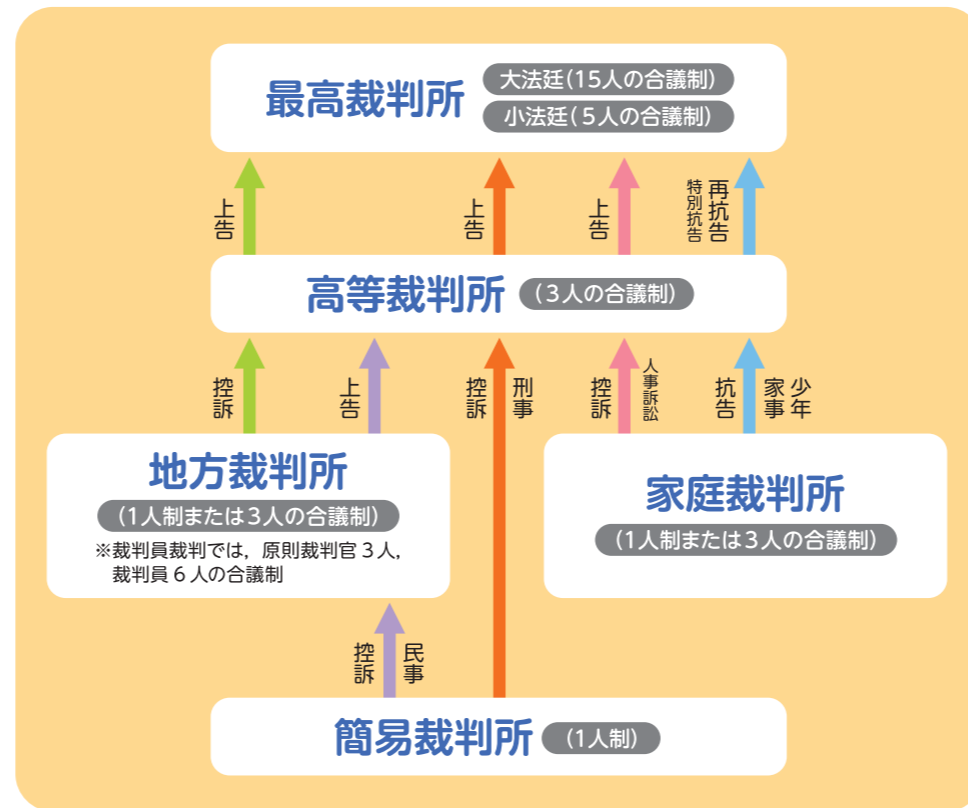 最高裁判所
大法廷(15人の合議制)
小法廷(5人の合議制)
上告
上告
上告
再抗告
特別抗告
高等裁判所
(3人の合議制)
控訴
上告
刑事
控訴
人事訴訟
控訴
少年
家事
抗告
地方裁判所
(1人制または3人の合議制)
※裁判員裁判では,原則裁判官3人,
裁判員6人の合議制
家庭裁判所
(1人制または3人の合議制)
民事
控訴
簡易裁判所
(1人制)